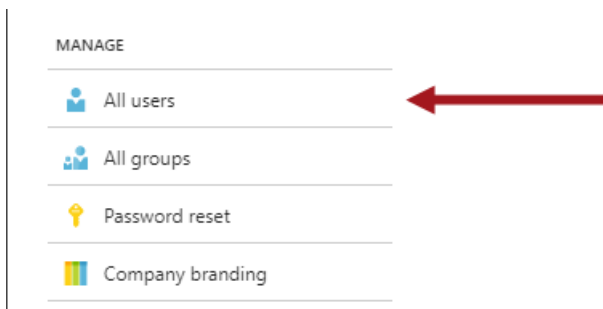 MANAGE
All users
All groups
Password reset
Company branding